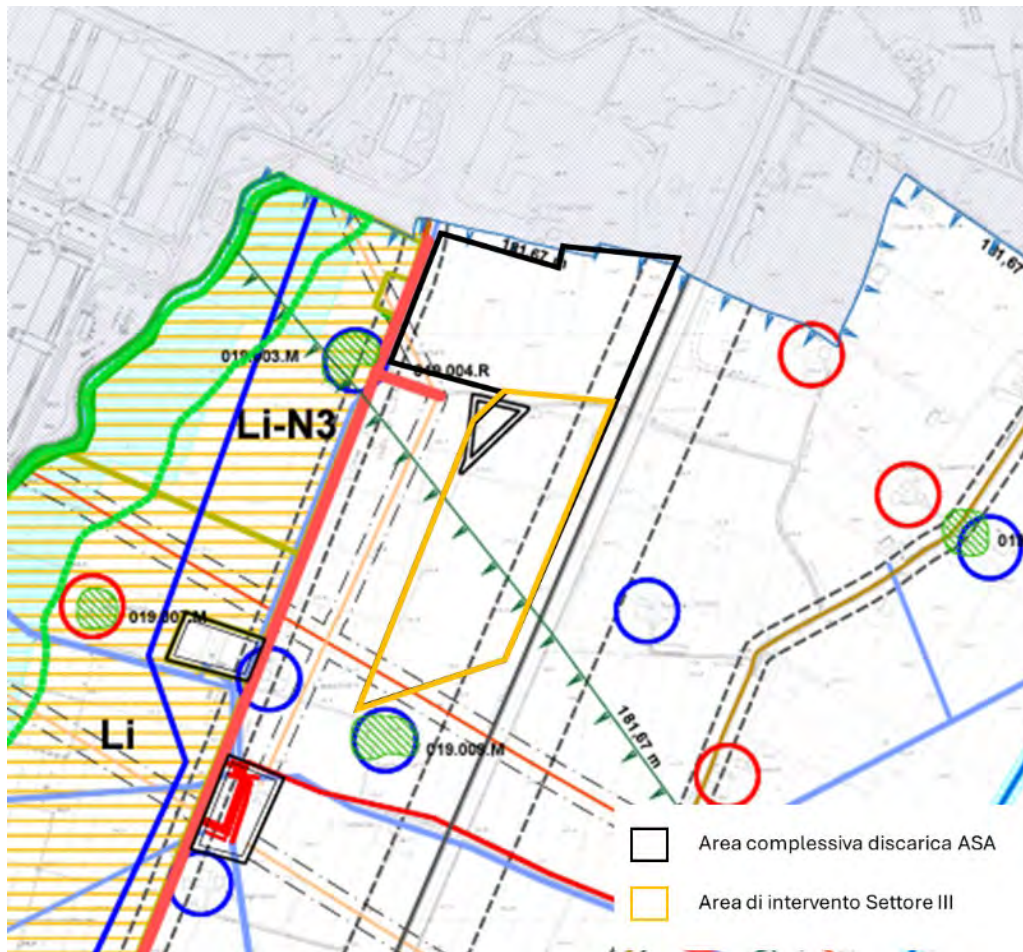 181,67 m
181,67
019.003.M
019.004.R
Li-N3
019.007.M
019.009.M
181,67 m
Li
Area complessiva discarica ASA
Area di intervento Settore III